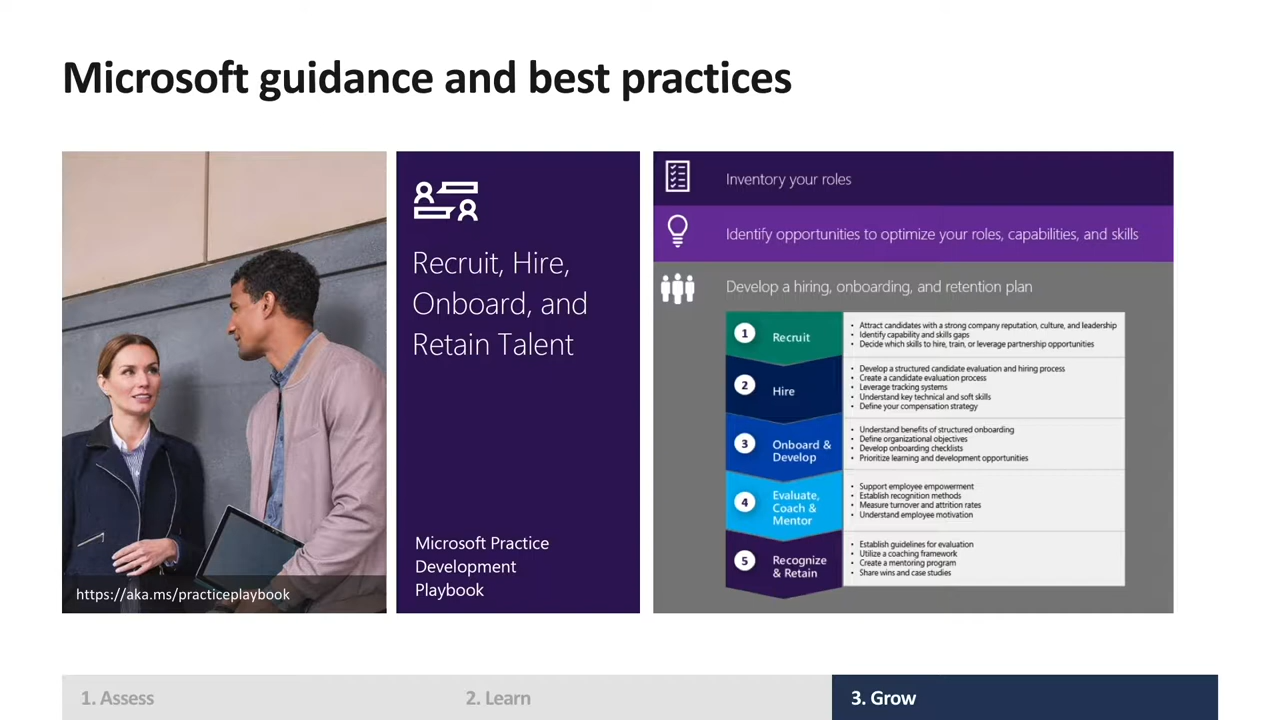 Microsoft guidance and best practices
https://aka.ms/practiceplaybook
Recruit, Hire,
Onboard, and
Retain Talent
Microsoft Practice
Development
Playbook
Inventory your roles
Identify opportunities to optimize your roles, capabilities, and skills
Develop a hiring, onboarding, and retention plan
1 Recruit
• Attract candidates with a strong company reputation, culture, and leadership
• Identify capability and skills gaps
• Decide which skills to hire, train, or leverage partnership opportunities
2 Hire
• Develop a structured candidate evaluation and hiring process
• Create a candidate evaluation process
• Leverage tracking systems
• Understand key technical and soft skills
• Define your compensation strategy
3 Onboard &
Develop
• Understand benefits of structured onboarding
• Define organizational objectives
• Develop onboarding checklists
• Prioritize learning and development opportunities
4 Evaluate,
Coach &
Mentor
• Support employee empowerment
• Establish recognition methods
• Measure turnover and attrition rates
• Understand employee motivation
5 Recognize
& Retain
• Establish guidelines for evaluation
• Utilize a coaching framework
• Create a mentoring program
• Share wins and case studies
1. Assess
2. Learn
3. Grow